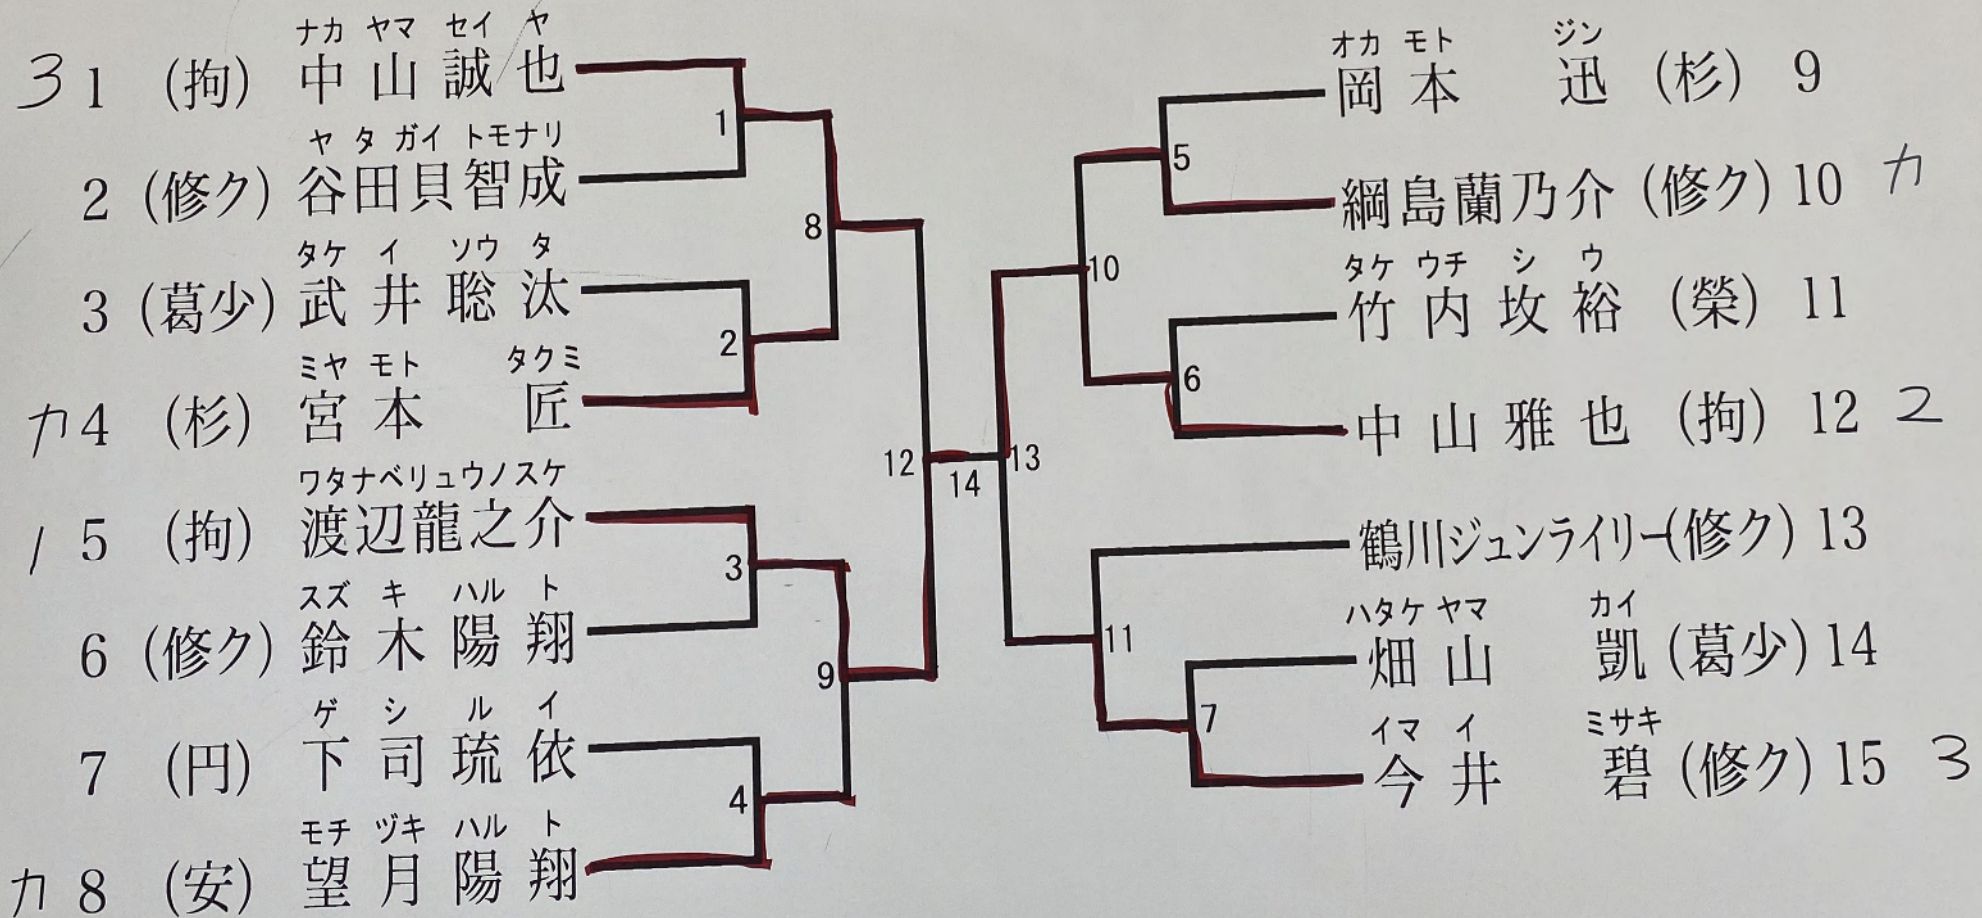 ナカ ヤマ セイ ヤ
3 1 (拘) 中山誠也
ヤ タ ガイ トモナリ
2 (修ク) 谷田貝智成
タケ イ ソウ タ
3 (葛少) 武井聡汰
ミヤ モト タクミ
カ 4 (杉) 宮本 匠
ワタナベリュウノスケ
1 5 (拘) 渡辺龍之介
スズ キ ハル ト
6 (修ク) 鈴木陽翔
ゲ シ ル イ
7 (円) 下司琉依
モチ ヅキ ハル ト
カ 8 (安) 望月陽翔
1
8
2
12
3
9
4
14
13
5
10
6
11
7
オカ モト ジン
岡本 迅 (杉) 9
綱島蘭乃介 (修ク) 10 カ
タケ ウチ シ ウ
竹内坆裕 (榮) 11
中山雅也 (拘) 12 2
鶴川ジュンライリー(修ク) 13
ハタケ ヤマ カイ
畑山 凱 (葛少) 14
イマ イ ミサキ
今井 碧 (修ク) 15 3